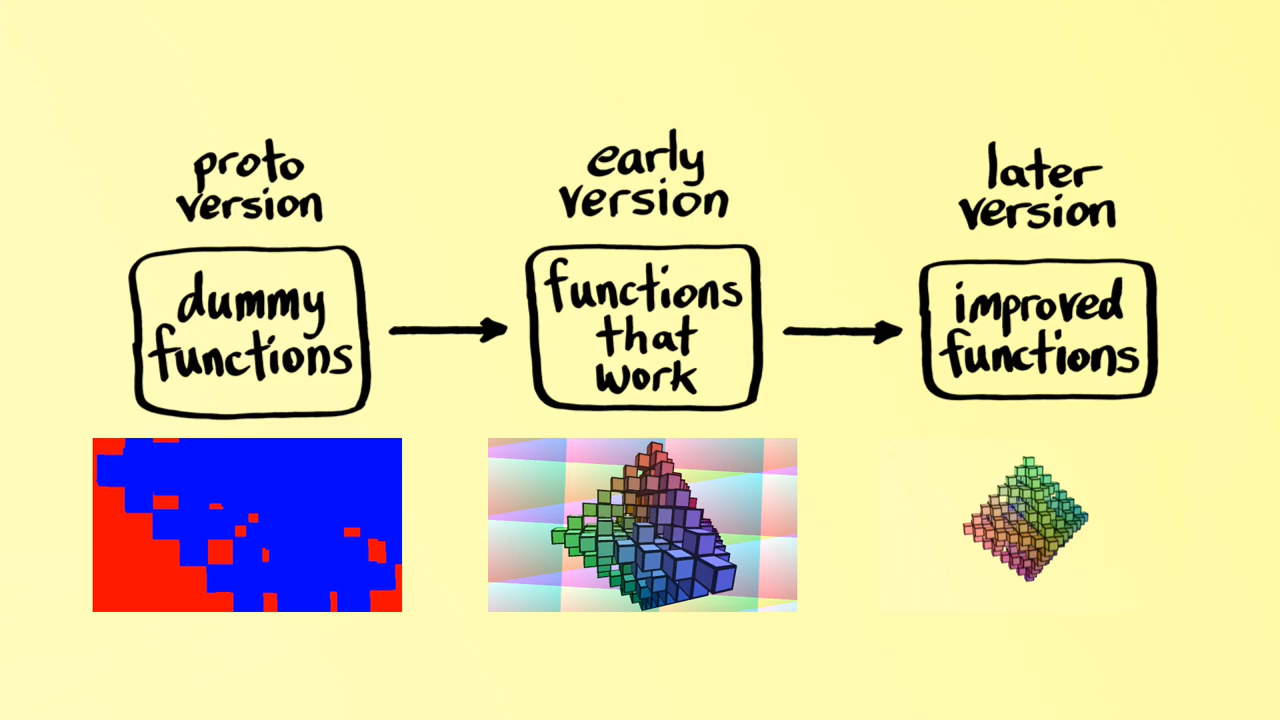 proto
version
dummy
functions
early
version
functions
that
work
later
version
improved
functions